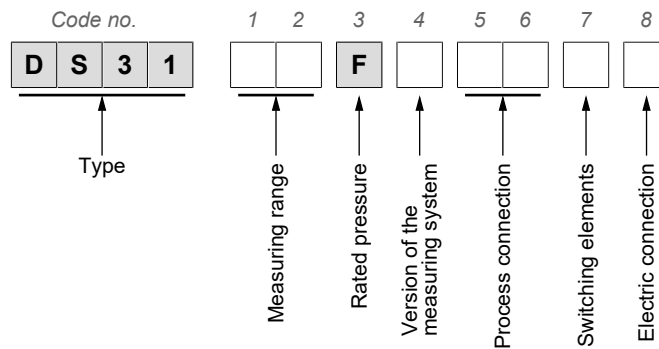 Code no. 1 2 3 4 5 6 7 8
D S 3 1 F
Type
Measuring range
Rated pressure
Version of the
measuring system
Process connection
Switching elements
Electric connection